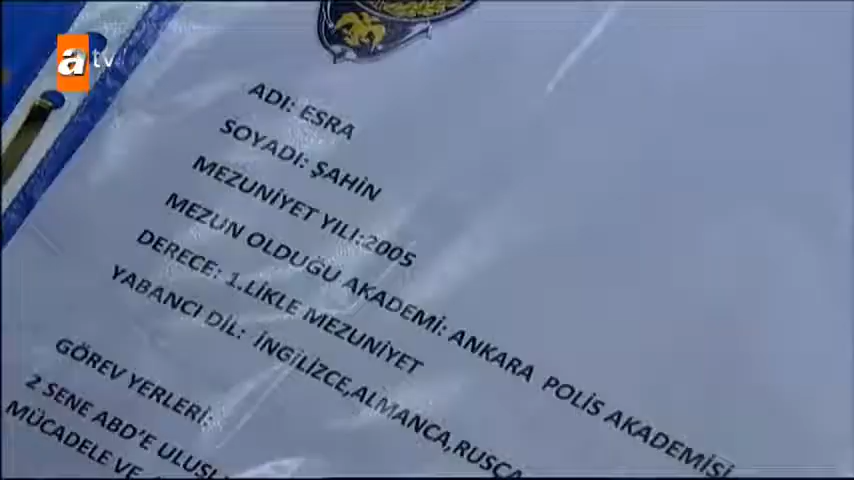 atv
ADI: ESRA
SOYADI: ŞAHİN
MEZUNİYET YILI:2005
MEZUN OLDUĞU AKADEMİ: ANKARA POLİS AKADEMİSİ
DERECE: 1.LİKLE MEZUNİYET
YABANCI DİL: İNGİLİZCE,ALMANCA,RUSÇA
GÖREV YERLERİ:
2 SENE ABD'E
MÜCADELE VE